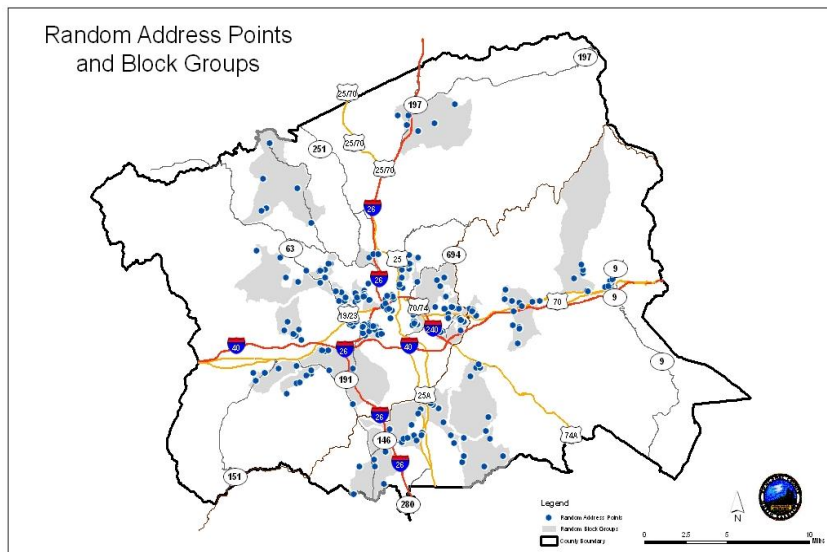 Random Address Points
and Block Groups
197
25/70
197
25/70
251
25/70
26
63
25
694
9
26
9
70
19/23
70/74
240
40
26
40
9
191
25A
26
74A
146
26
151
280
Legend
Random Address Points
Random Block Groups
County Boundary
N
0 2.5 5 10
Miles